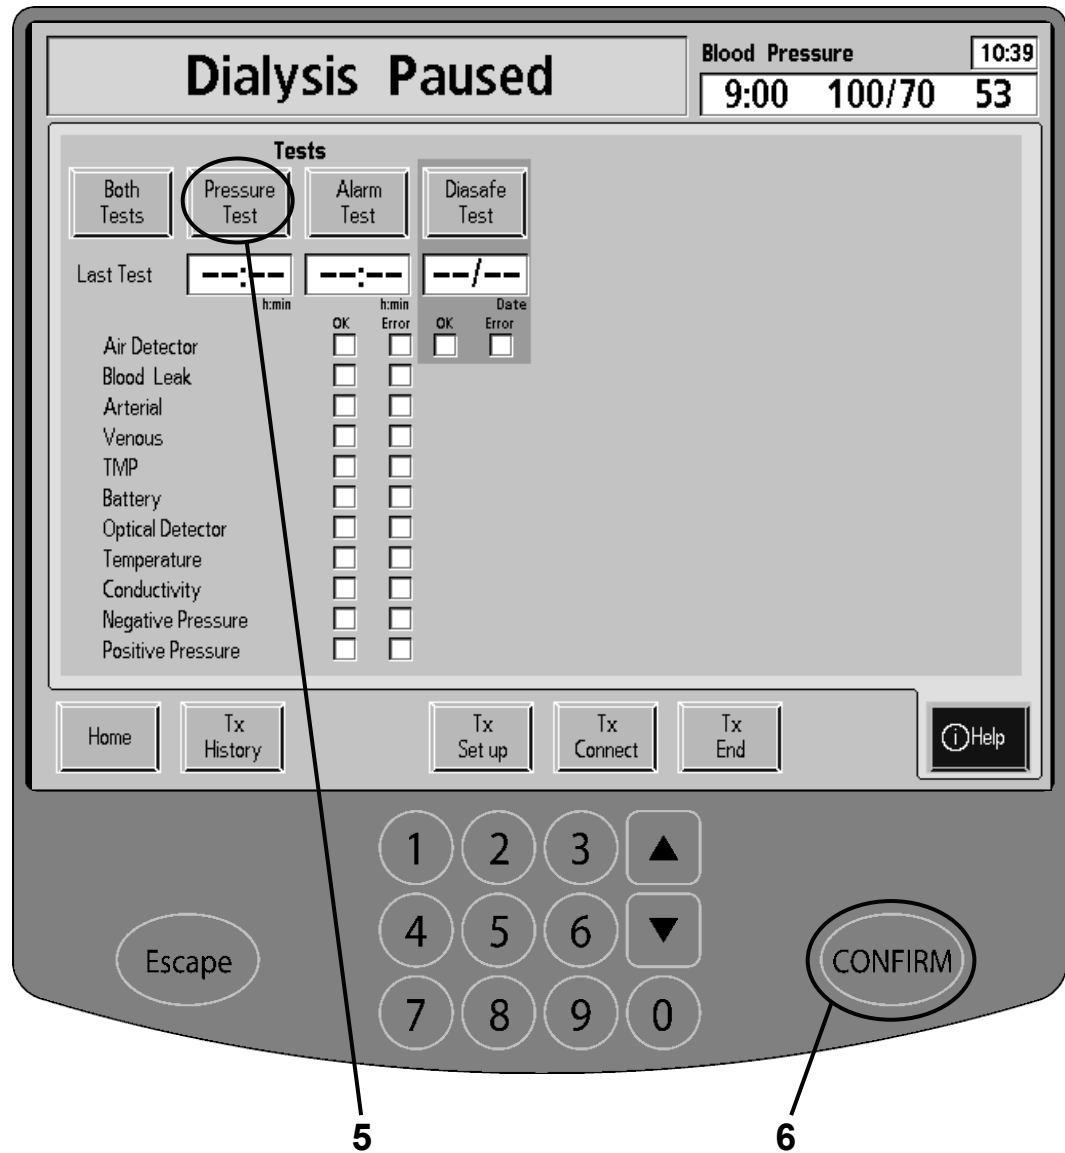 Dialysis Paused
Blood Pressure 10:39
9:00 100/70 53
Tests
Both Tests
Pressure Test
Alarm Test
Diasafe Test
Last Test --:-- --:-- --/--
h:min h:min Date
OK Error OK Error
Air Detector
Blood Leak
Arterial
Venous
TMP
Battery
Optical Detector
Temperature
Conductivity
Negative Pressure
Positive Pressure
Home
Tx History
Tx Set up
Tx Connect
Tx End
i Help
1 2 3 ▲
4 5 6 ▼
Escape
CONFIRM
7 8 9 0
5 6